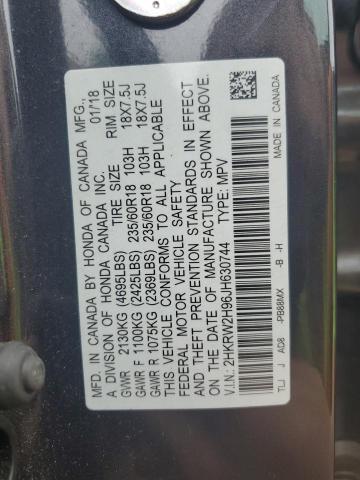 MFD. IN CANADA BY HONDA OF CANADA MFG.,
A DIVISION OF HONDA CANADA INC. 01/18
TIRE SIZE RIM SIZE
GVWR 2130KG (4695LBS)
GAWR F 1100KG (2425LBS) 235/60R18 103H 18X7.5J
GAWR R 1075KG (2369LBS) 235/60R18 103H 18X7.5J
THIS VEHICLE CONFORMS TO ALL APPLICABLE
FEDERAL MOTOR VEHICLE SAFETY
AND THEFT PREVENTION STANDARDS IN EFFECT
ON THE DATE OF MANUFACTURE SHOWN ABOVE.
V.I.N.: 2HKRW2H96JH630744 TYPE: MPV
TLJ J AD8 -PB88MX -B -H MADE IN CANADA